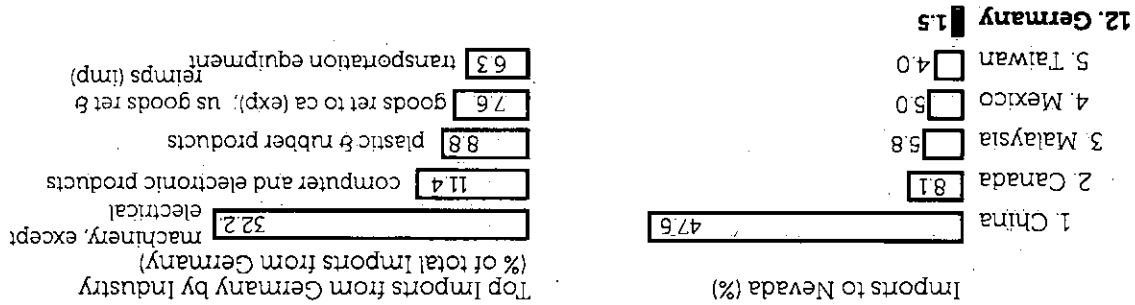 Imports to Nevada (%)
1. China 47.6
2. Canada 8.1
3. Malaysia 5.8
4. Mexico 5.0
5. Taiwan 4.0
12. Germany 1.5
Top Imports from Germany by Industry
(% of total Imports from Germany)
32.2 machinery, except
electrical
11.4 computer and electronic products
8.8 plastic & rubber products
7.6 goods ret to ca (exp); us goods ret &
reimps (imp)
6.3 transportation equipment